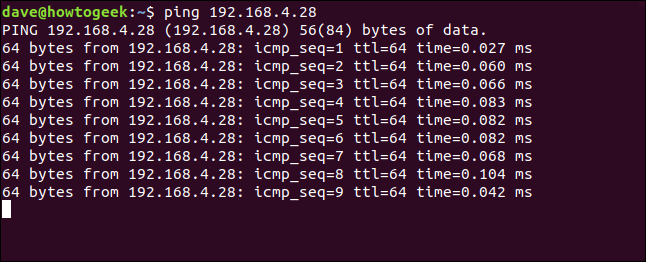 dave@howtogeek:~$ ping 192.168.4.28
PING 192.168.4.28 (192.168.4.28) 56(84) bytes of data.
64 bytes from 192.168.4.28: icmp_seq=1 ttl=64 time=0.027 ms
64 bytes from 192.168.4.28: icmp_seq=2 ttl=64 time=0.060 ms
64 bytes from 192.168.4.28: icmp_seq=3 ttl=64 time=0.066 ms
64 bytes from 192.168.4.28: icmp_seq=4 ttl=64 time=0.083 ms
64 bytes from 192.168.4.28: icmp_seq=5 ttl=64 time=0.082 ms
64 bytes from 192.168.4.28: icmp_seq=6 ttl=64 time=0.082 ms
64 bytes from 192.168.4.28: icmp_seq=7 ttl=64 time=0.068 ms
64 bytes from 192.168.4.28: icmp_seq=8 ttl=64 time=0.104 ms
64 bytes from 192.168.4.28: icmp_seq=9 ttl=64 time=0.042 ms